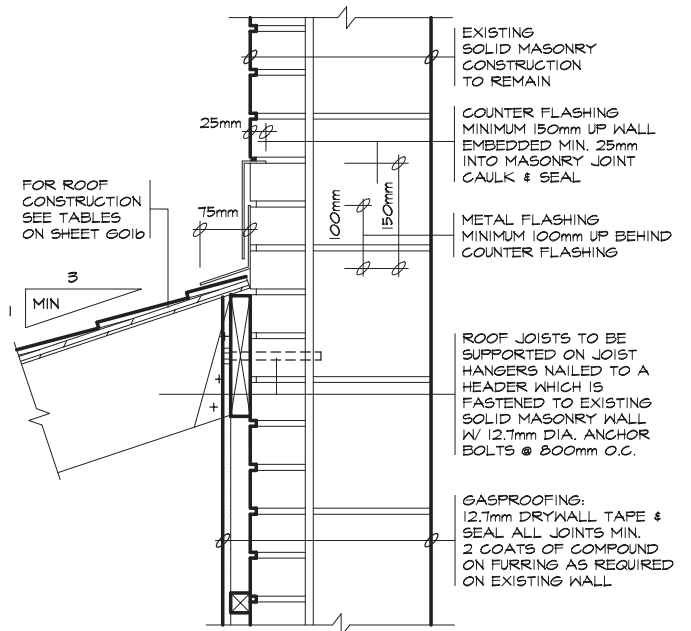 EXISTING
SOLID MASONRY
CONSTRUCTION
TO REMAIN
25mm
COUNTER FLASHING
MINIMUM 150mm UP WALL
EMBEDDED MIN. 25mm
INTO MASONRY JOINT
CAULK & SEAL
FOR ROOF
CONSTRUCTION
SEE TABLES
ON SHEET G01b
75mm
100mm
150mm
METAL FLASHING
MINIMUM 100mm UP BEHIND
COUNTER FLASHING
3
1
MIN
ROOF JOISTS TO BE
SUPPORTED ON JOIST
HANGERS NAILED TO A
HEADER WHICH IS
FASTENED TO EXISTING
SOLID MASONRY WALL
W/ 12.7mm DIA. ANCHOR
BOLTS @ 800mm O.C.
GASPROOFING:
12.7mm DRYWALL TAPE &
SEAL ALL JOINTS MIN.
2 COATS OF COMPOUND
ON FURRING AS REQUIRED
ON EXISTING WALL